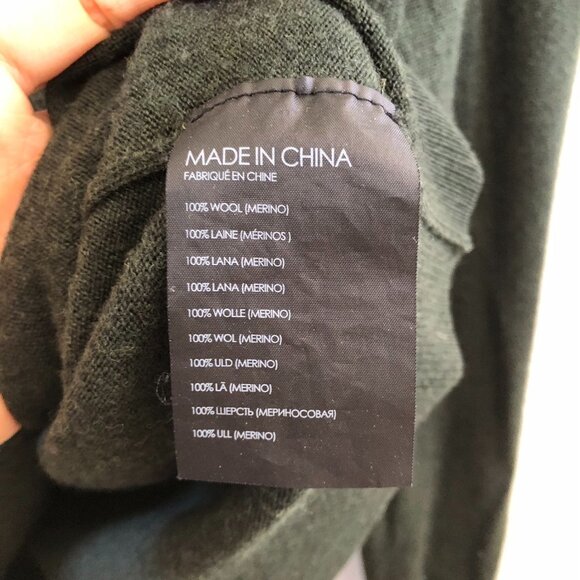 MADE IN CHINA
FABRIQUÉ EN CHINE
100% WOOL (MERINO)
100% LAINE (MÉRINOS )
100% LANA (MERINO)
100% LANA (MERINO)
100% WOLLE (MERINO)
100% WOL (MERINO)
100% ULD (MERINO)
100% LÃ (MERINO)
100% ШЕРСТЬ (МЕРИНОСОВАЯ)
100% ULL (MERINO)